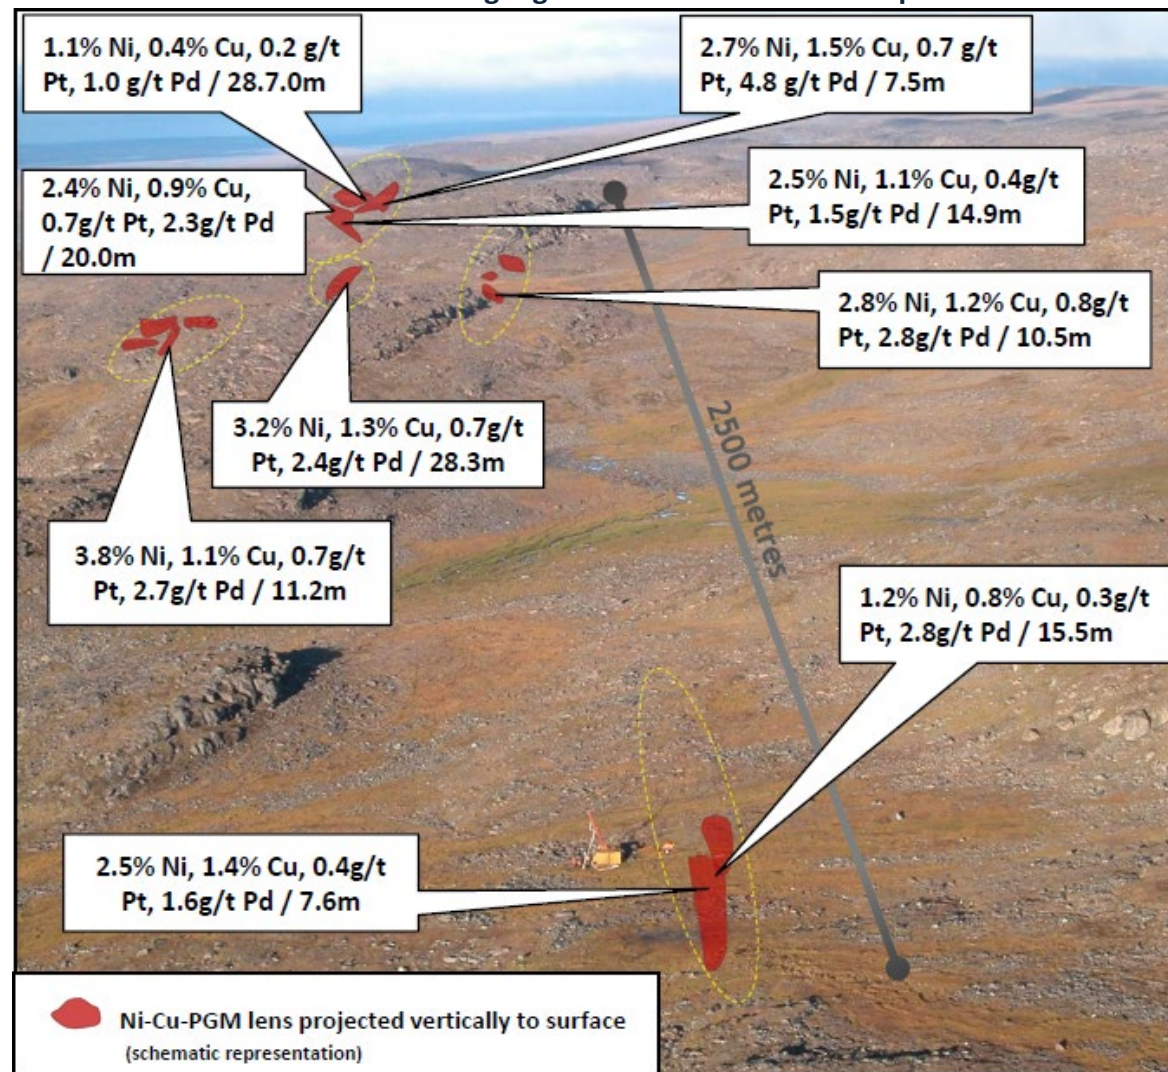 1.1% Ni, 0.4% Cu, 0.2 g/t
Pt, 1.0 g/t Pd / 28.7.0m
2.7% Ni, 1.5% Cu, 0.7 g/t
Pt, 4.8 g/t Pd / 7.5m
2.4% Ni, 0.9% Cu,
0.7g/t Pt, 2.3g/t Pd
/ 20.0m
2.5% Ni, 1.1% Cu, 0.4g/t
Pt, 1.5g/t Pd / 14.9m
2.8% Ni, 1.2% Cu, 0.8g/t
Pt, 2.8g/t Pd / 10.5m
3.2% Ni, 1.3% Cu, 0.7g/t
Pt, 2.4g/t Pd / 28.3m
2500 metres
3.8% Ni, 1.1% Cu, 0.7g/t
Pt, 2.7g/t Pd / 11.2m
1.2% Ni, 0.8% Cu, 0.3g/t
Pt, 2.8g/t Pd / 15.5m
2.5% Ni, 1.4% Cu, 0.4g/t
Pt, 1.6g/t Pd / 7.6m
Ni-Cu-PGM lens projected vertically to surface
(schematic representation)